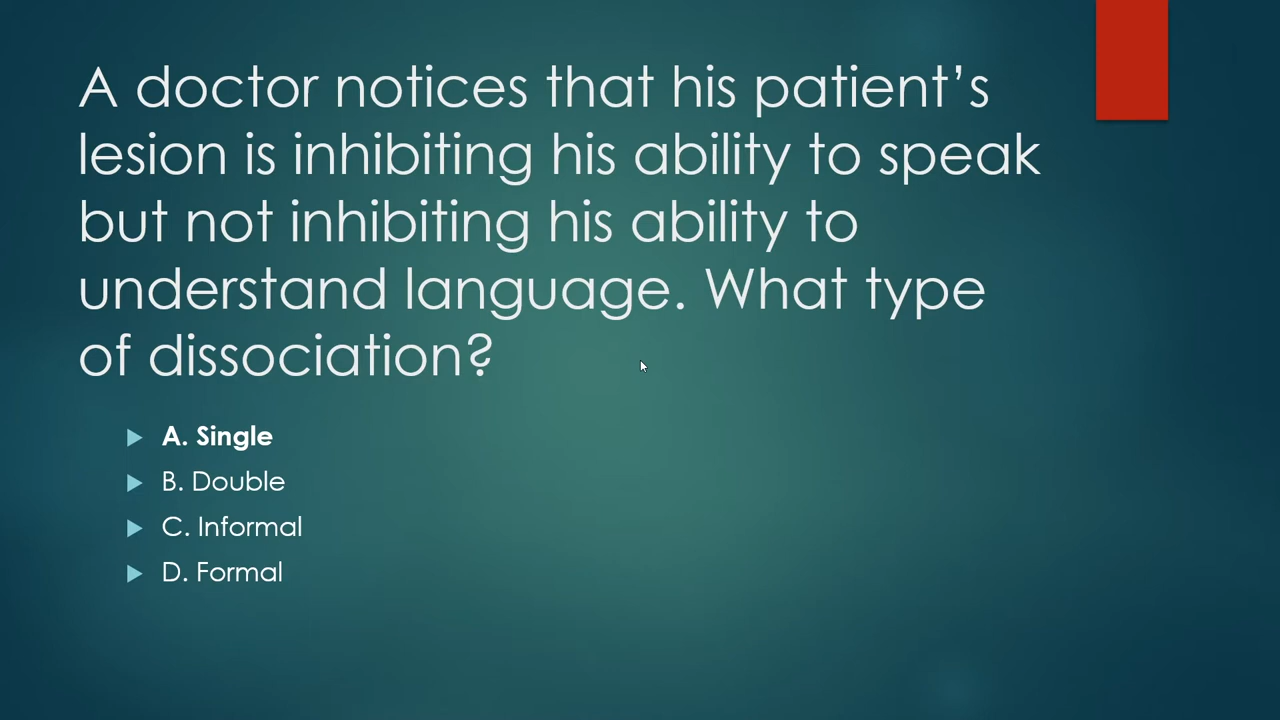 A doctor notices that his patient’s
lesion is inhibiting his ability to speak
but not inhibiting his ability to
understand language. What type
of dissociation?
A. Single
B. Double
C. Informal
D. Formal